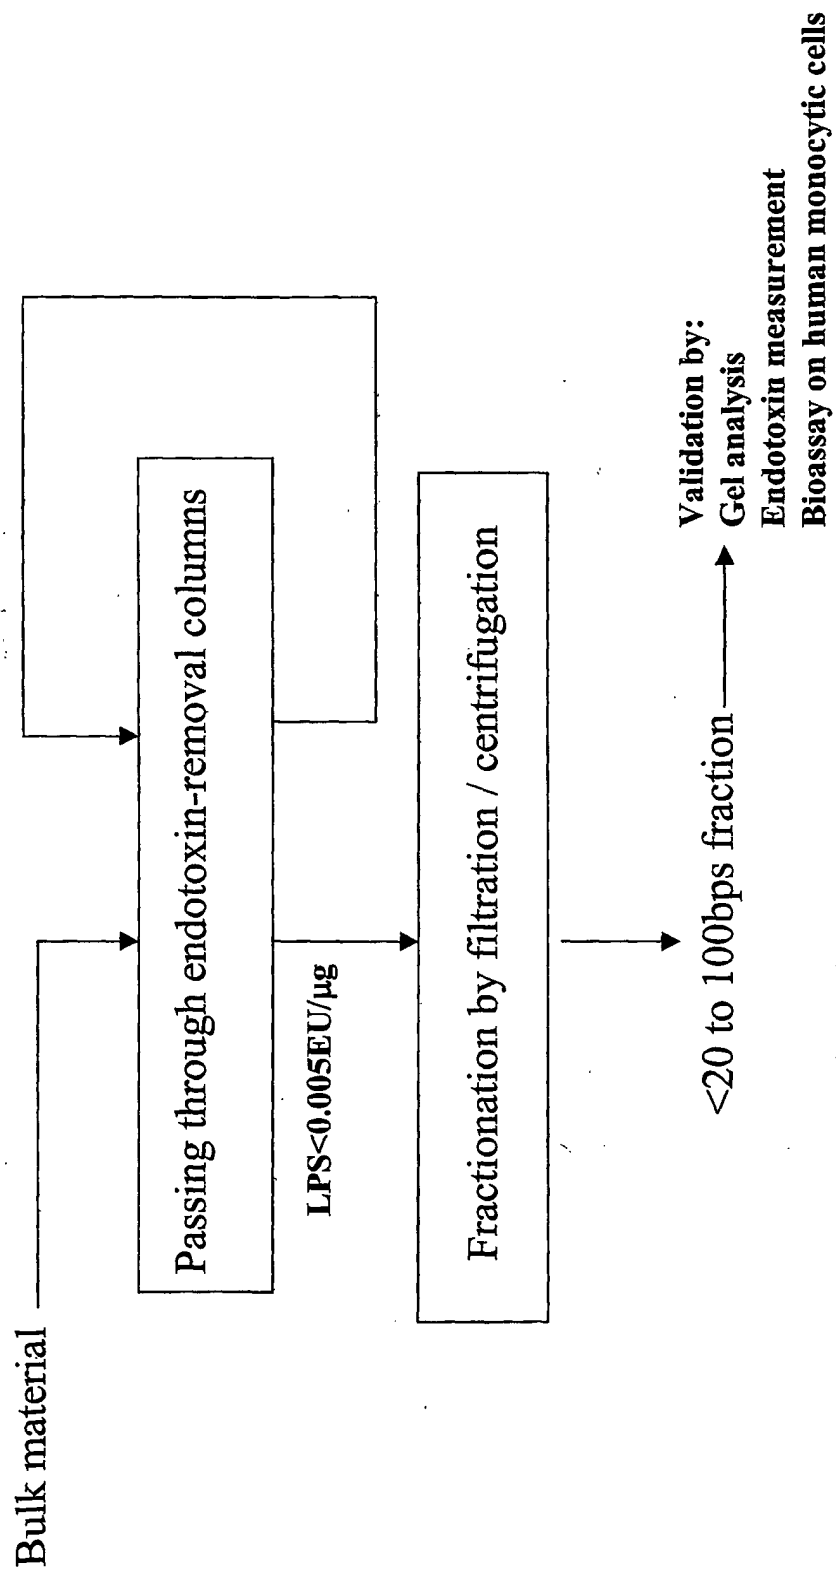 Bulk material
Passing through endotoxin-removal columns
LPS<0.005EU/µg
Fractionation by filtration / centrifugation
<20 to 100bps fraction
Validation by:
Gel analysis
Endotoxin measurement
Bioassay on human monocytic cells